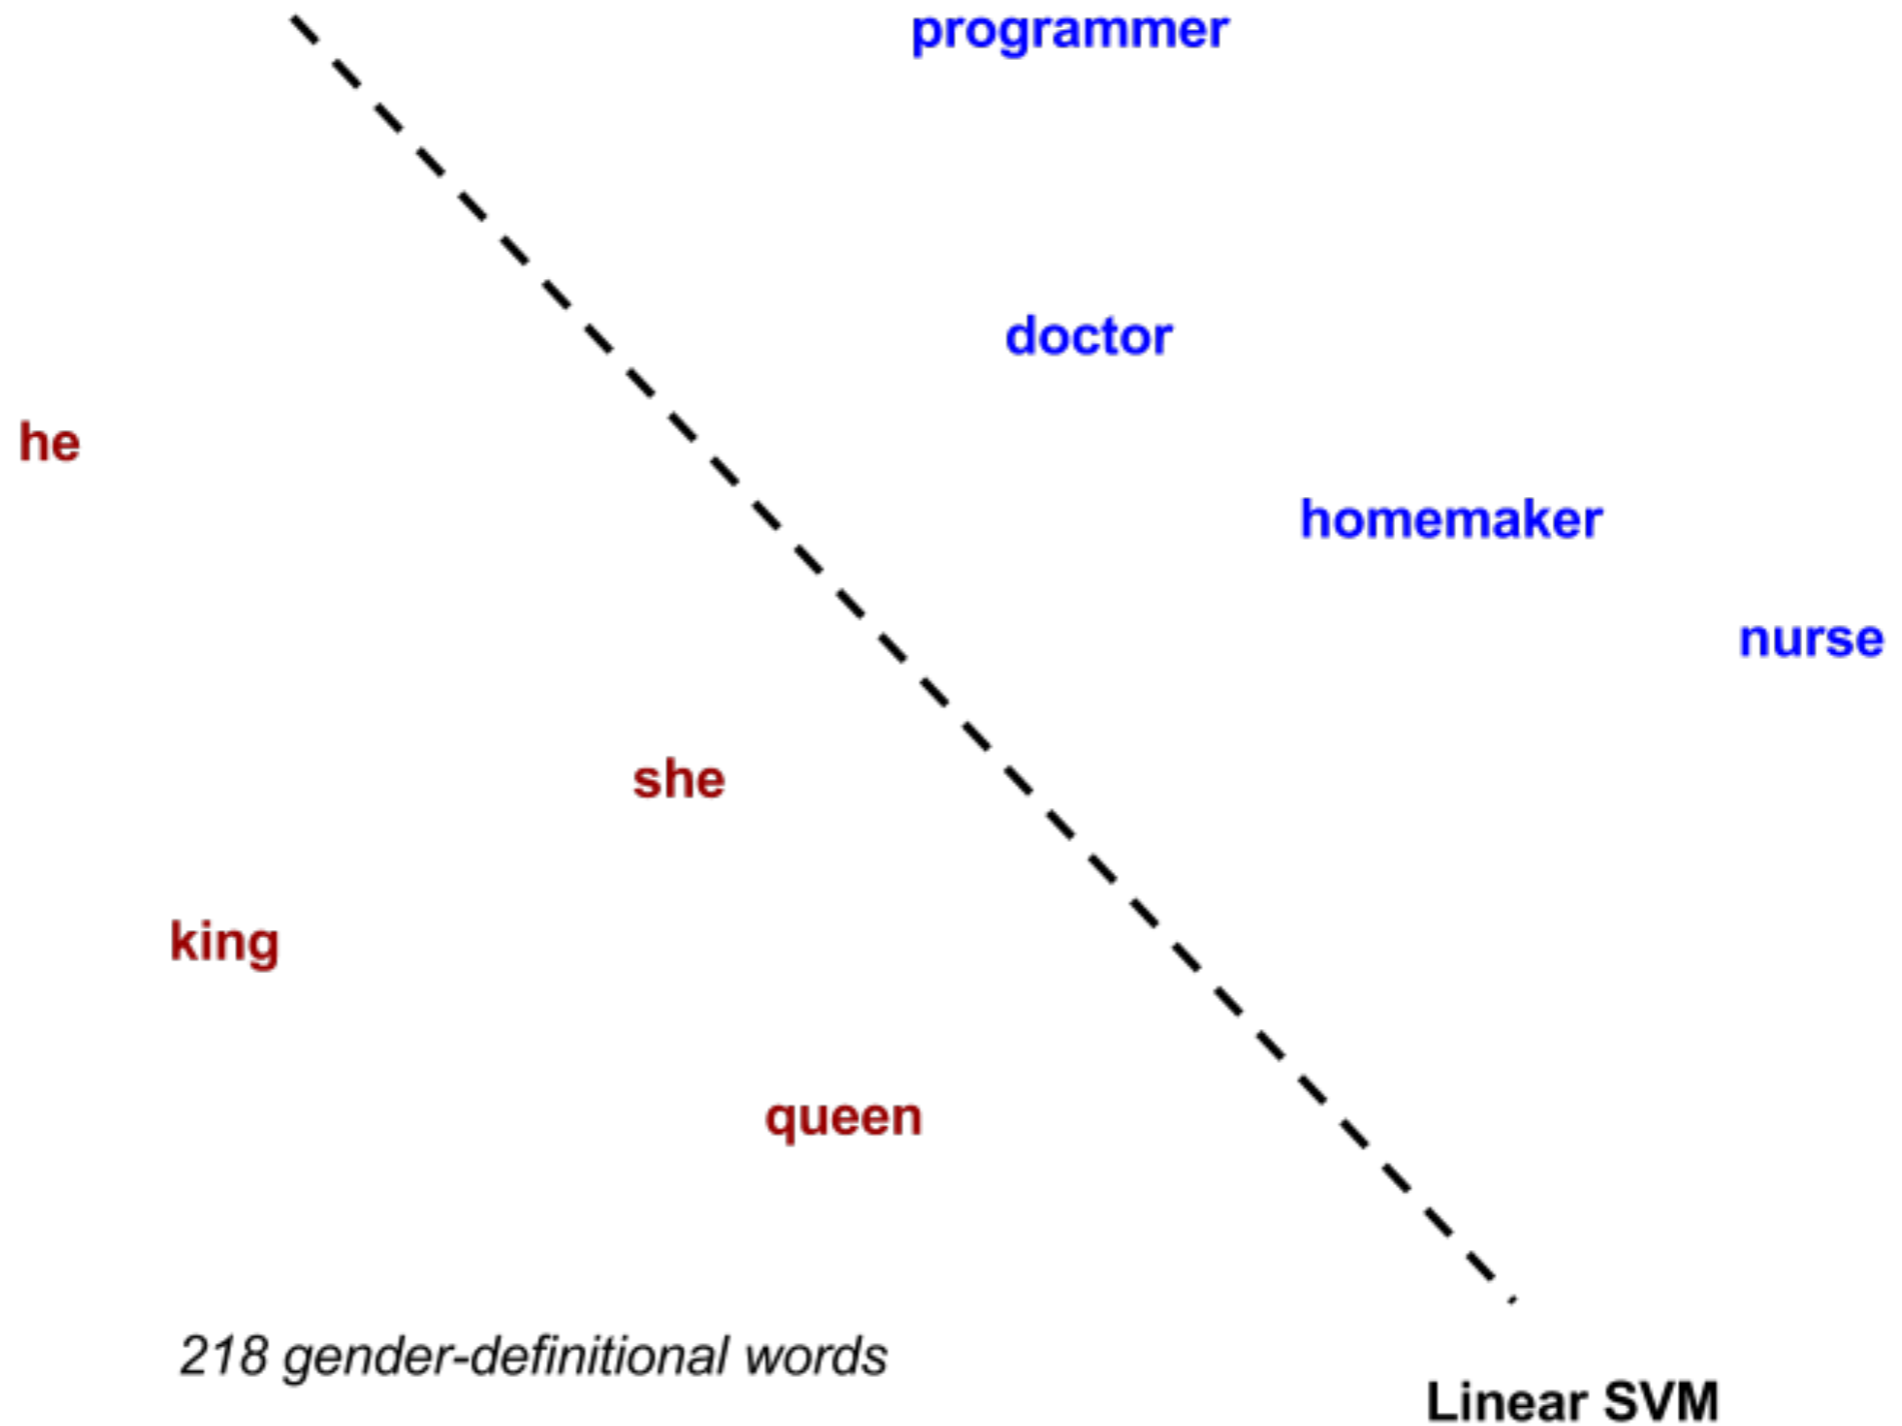 programmer
doctor
he
homemaker
nurse
she
king
queen
218 gender-definitional words
Linear SVM